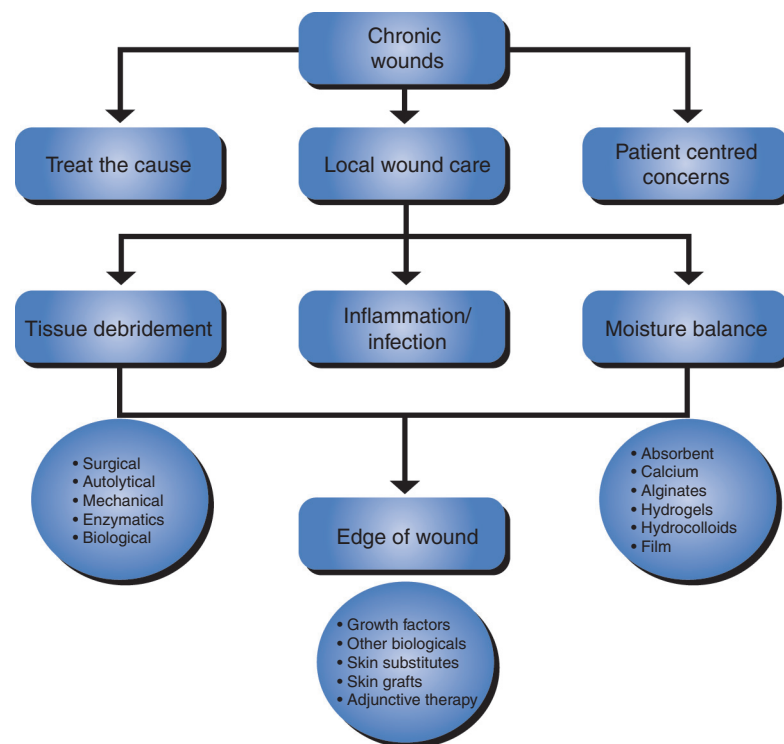 Chronic
wounds
Treat the cause
Local wound care
Patient centred
concerns
Tissue debridement
Inflammation/
infection
Moisture balance
• Surgical
• Autolytical
• Mechanical
• Enzymatics
• Biological
• Absorbent
• Calcium
• Alginates
• Hydrogels
• Hydrocolloids
• Film
Edge of wound
• Growth factors
• Other biologicals
• Skin substitutes
• Skin grafts
• Adjunctive therapy